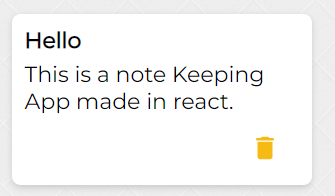 Hello
This is a note Keeping
App made in react.